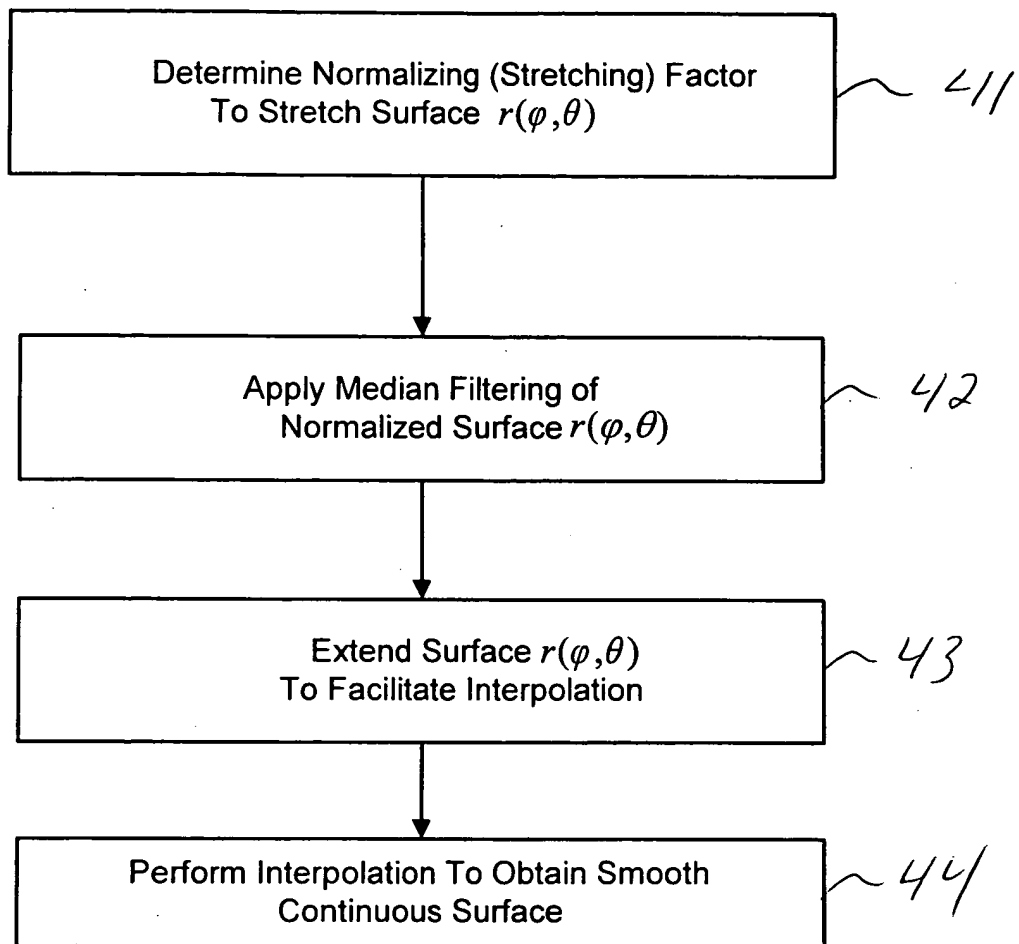 Determine Normalizing (Stretching) Factor
To Stretch Surface r(φ,θ)
41
Apply Median Filtering of
Normalized Surface r(φ,θ)
42
Extend Surface r(φ,θ)
To Facilitate Interpolation
43
Perform Interpolation To Obtain Smooth
Continuous Surface
44